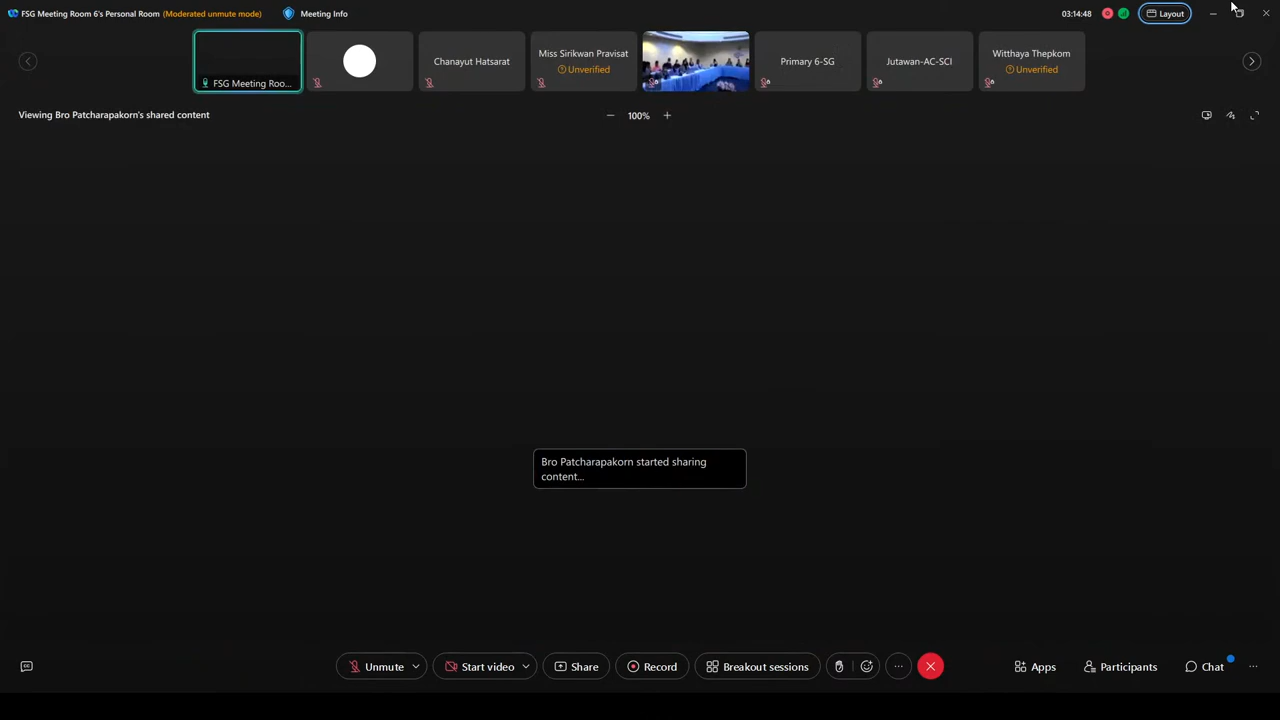 FSG Meeting Room 6's Personal Room (Moderated unmute mode) Meeting Info 03:14:48 Layout
FSG Meeting Roo...
Chanayut Hatsarat
Miss Sirikwan Pravisat
Unverified
Primary 6-SG
Jutawan-AC-SCI
Witthaya Thepkom
Unverified
Viewing Bro Patcharapakorn's shared content
100%
Bro Patcharapakorn started sharing
content...
Unmute Start video Share Record Breakout sessions Apps Participants Chat